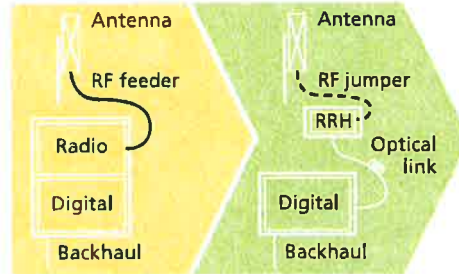 Antenna
RF feeder
Radio
Digital
Backhaul
Antenna
RF jumper
RRH
Optical
link
Digital
Backhaul